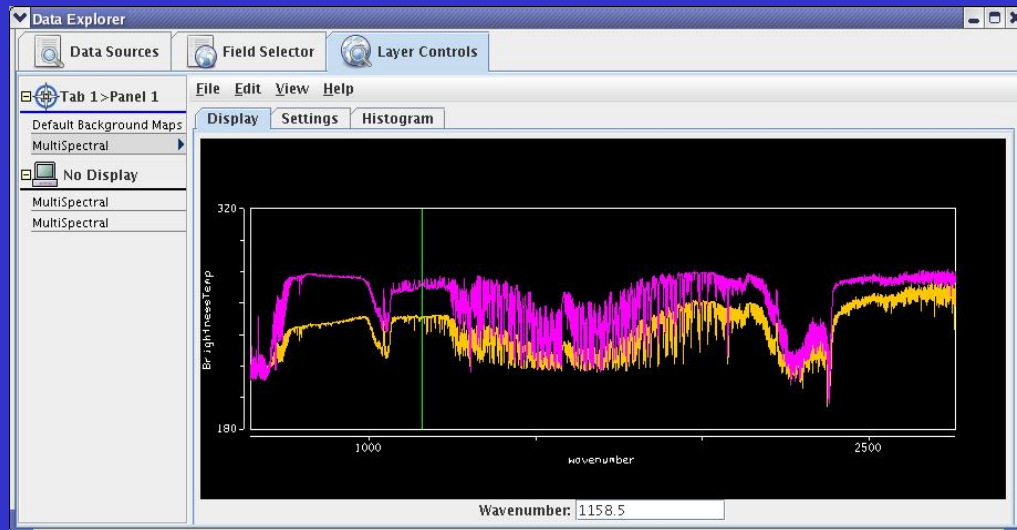 Data Explorer
Data Sources Field Selector Layer Controls
Tab 1>Panel 1
Default Background Maps
MultiSpectral
No Display
MultiSpectral
MultiSpectral
File Edit View Help
Display Settings Histogram
320
BrightnessTemp
180
1000 2500
wavenumber
Wavenumber: 1158.5